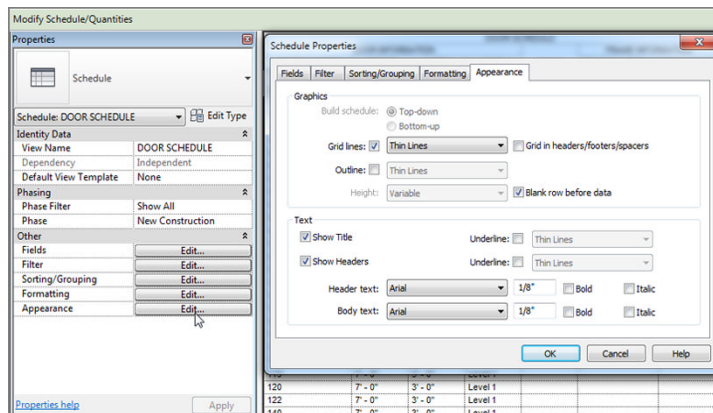 Modify Schedule/Quantities
Properties
Schedule
Schedule: DOOR SCHEDULE
Edit Type
Identity Data
View Name DOOR SCHEDULE
Dependency Independent
Default View Template None
Phasing
Phase Filter Show All
Phase New Construction
Other
Fields Edit...
Filter Edit...
Sorting/Grouping Edit...
Formatting Edit...
Appearance Edit...
Properties help
Apply
Schedule Properties
Fields Filter Sorting/Grouping Formatting Appearance
Graphics
Build schedule: Top-down
Bottom-up
Grid lines: Thin Lines Grid in headers/footers/spacers
Outline: Thin Lines
Height: Variable Blank row before data
Text
Show Title Underline: Thin Lines
Show Headers Underline: Thin Lines
Header text: Arial 1/8" Bold Italic
Body text: Arial 1/8" Bold Italic
OK Cancel Help
120 7' - 0" 3' - 0" Level 1
122 7' - 0" 3' - 0" Level 1